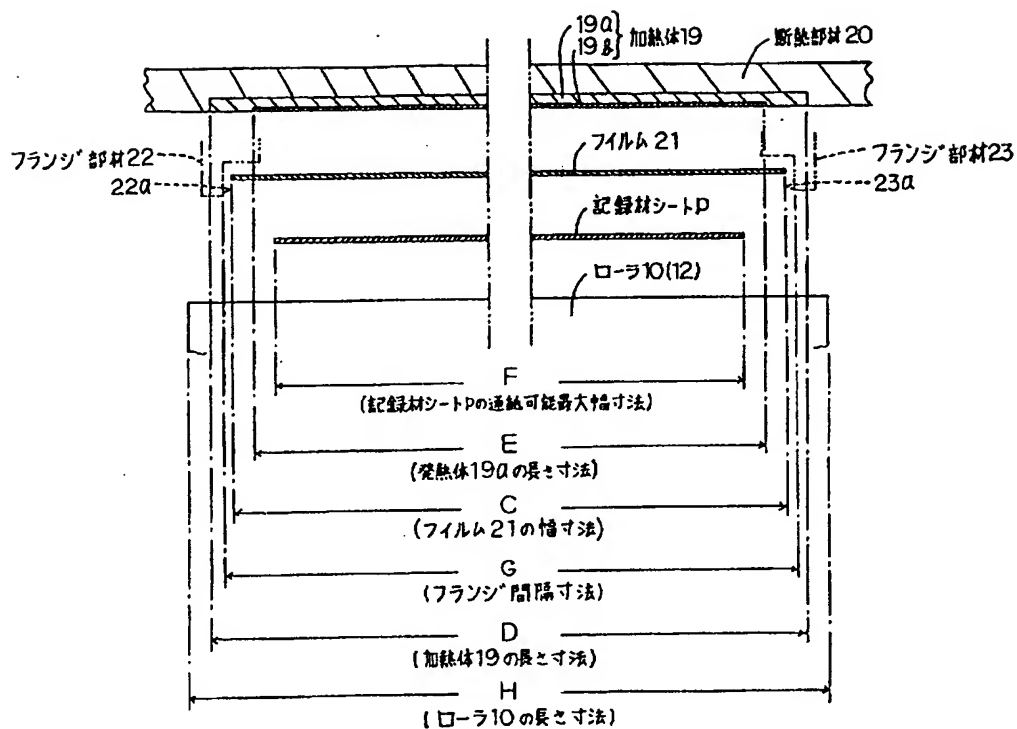 19a
19b
加熱体19
断熱部材20
フランジ部材22
22a
フイルム21
フランジ部材23
23a
記録材シートP
ローラ10(12)
F
(記録材シートPの通紙可能最大幅寸法)
E
(発熱体19aの長さ寸法)
C
(フイルム21の幅寸法)
G
(フランジ間隔寸法)
D
(加熱体19の長さ寸法)
H
(ローラ10の長さ寸法)